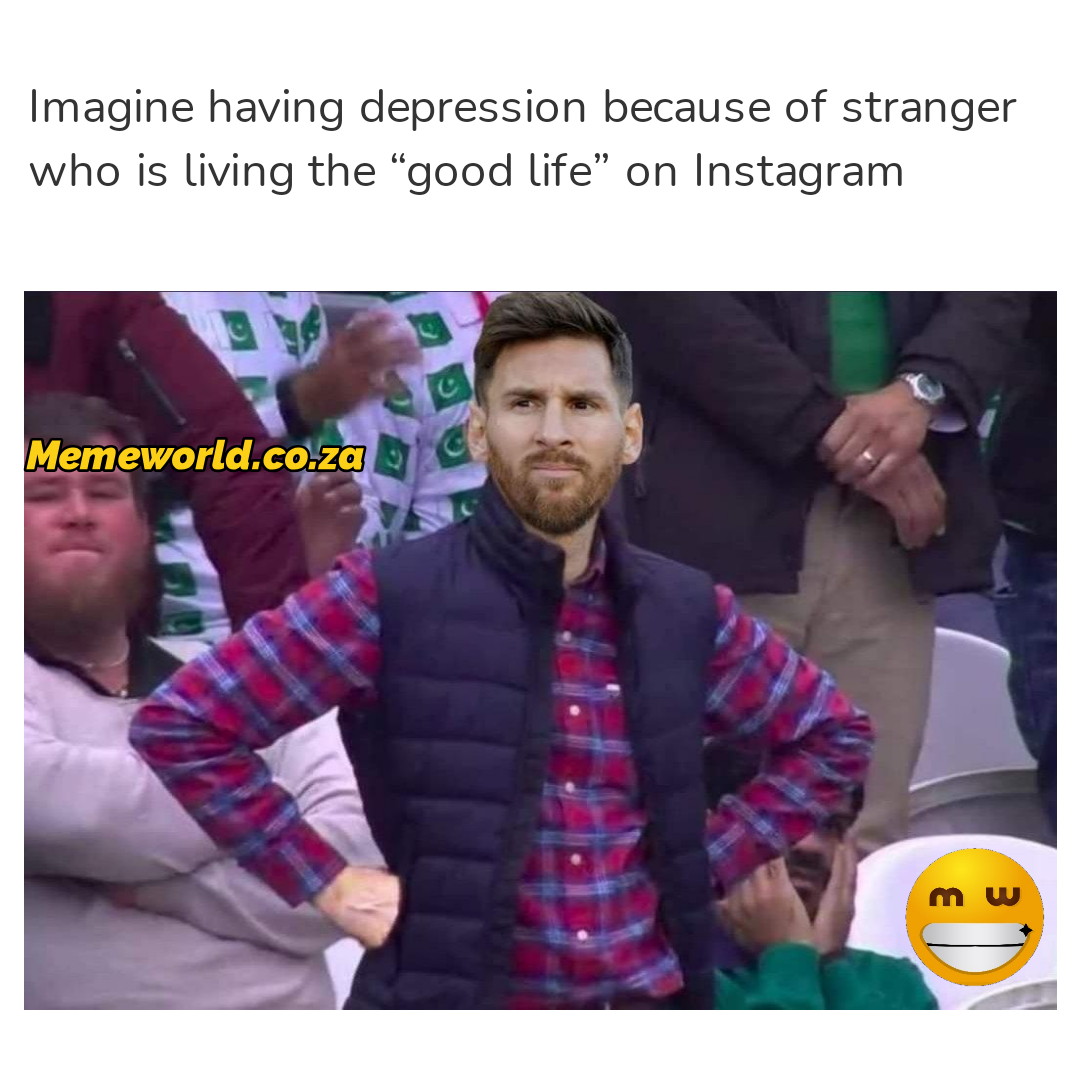 Imagine having depression because of stranger
who is living the “good life” on Instagram
Memeworld.co.za
m w